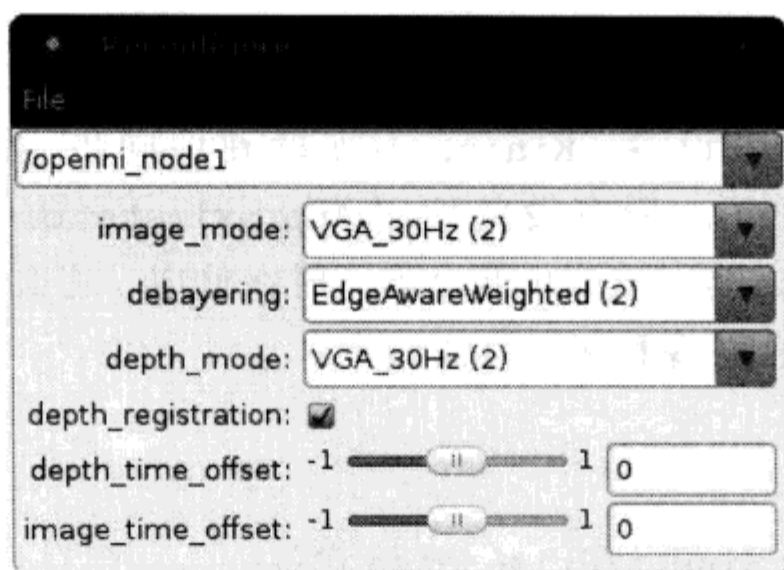 File
/openni_node1
image_mode: VGA_30Hz (2)
debayering: EdgeAwareWeighted (2)
depth_mode: VGA_30Hz (2)
depth_registration:
depth_time_offset: -1 1 0
image_time_offset: -1 1 0